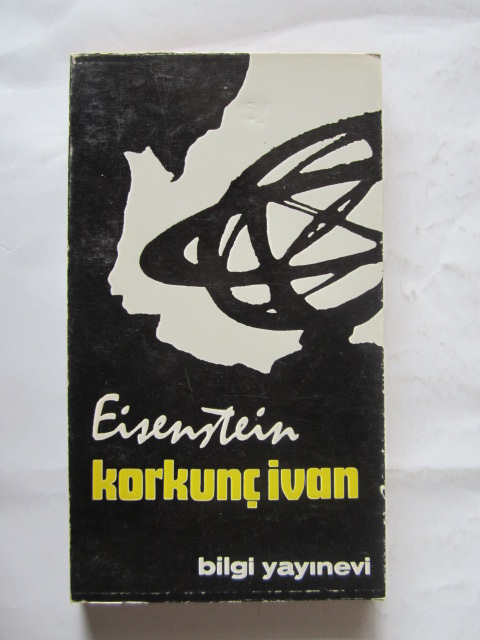 Eisenstein
korkunç ivan
bilgi yayınevi